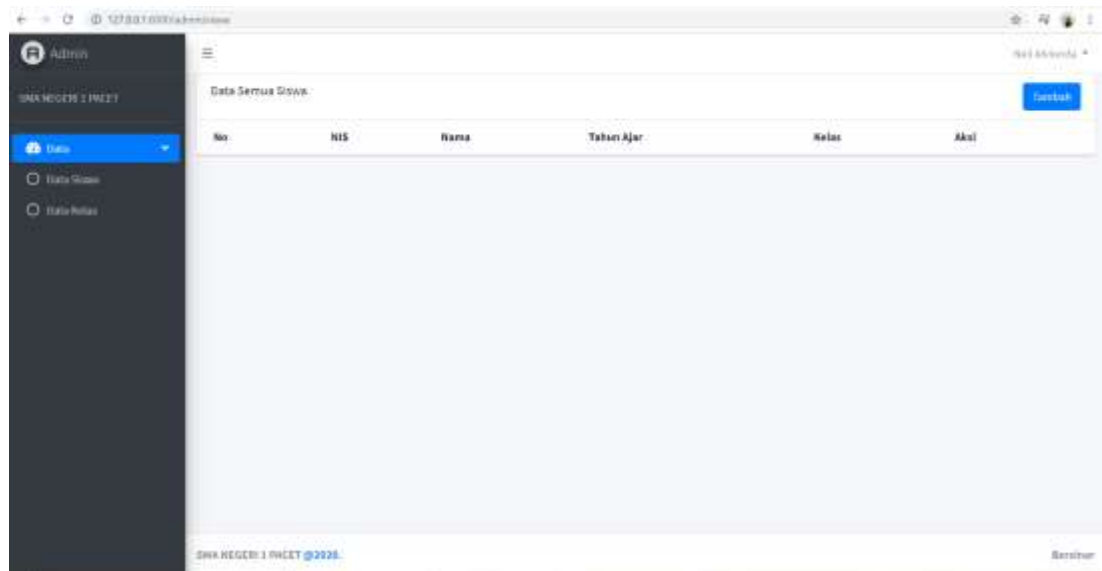 Admin
SMA NEGERI 1 PACET
Tambah
Data Semua Siswa
No NIS Nama Tahun Ajar Kelas Aksi
Data
Data Siswa
Data Kelas
SMA NEGERI 1 PACET @2020.